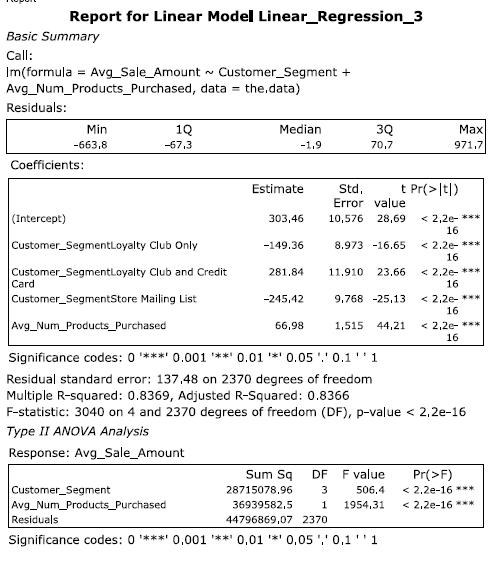 Report for Linear Model Linear_Regression_3
Basic Summary
Call:
lm(formula = Avg_Sale_Amount ~ Customer_Segment +
Avg_Num_Products_Purchased, data = the.data)
Residuals:
Min 1Q Median 3Q Max
-663.8 -67.3 -1.9 70.7 971.7
Coefficients:
Estimate Std. t Pr(>|t|)
Error value
(Intercept) 303.46 10.576 28.69 < 2.2e- ***
16
Customer_SegmentLoyalty Club Only -149.36 8.973 -16.65 < 2.2e- ***
16
Customer_SegmentLoyalty Club and Credit 281.84 11.910 23.66 < 2.2e- ***
Card 16
Customer_SegmentStore Mailing List -245.42 9.768 -25.13 < 2.2e- ***
16
Avg_Num_Products_Purchased 66.98 1.515 44.21 < 2.2e- ***
16
Significance codes: 0 '***' 0.001 '**' 0.01 '*' 0.05 '.' 0.1 ' ' 1
Residual standard error: 137.48 on 2370 degrees of freedom
Multiple R-squared: 0.8369, Adjusted R-Squared: 0.8366
F-statistic: 3040 on 4 and 2370 degrees of freedom (DF), p-value < 2.2e-16
Type II ANOVA Analysis
Response: Avg_Sale_Amount
Sum Sq DF F value Pr(>F)
Customer_Segment 28715078.96 3 506.4 < 2.2e-16 ***
Avg_Num_Products_Purchased 36939582.5 1 1954.31 < 2.2e-16 ***
Residuals 44796869.07 2370
Significance codes: 0 '***' 0.001 '**' 0.01 '*' 0.05 '.' 0.1 ' ' 1